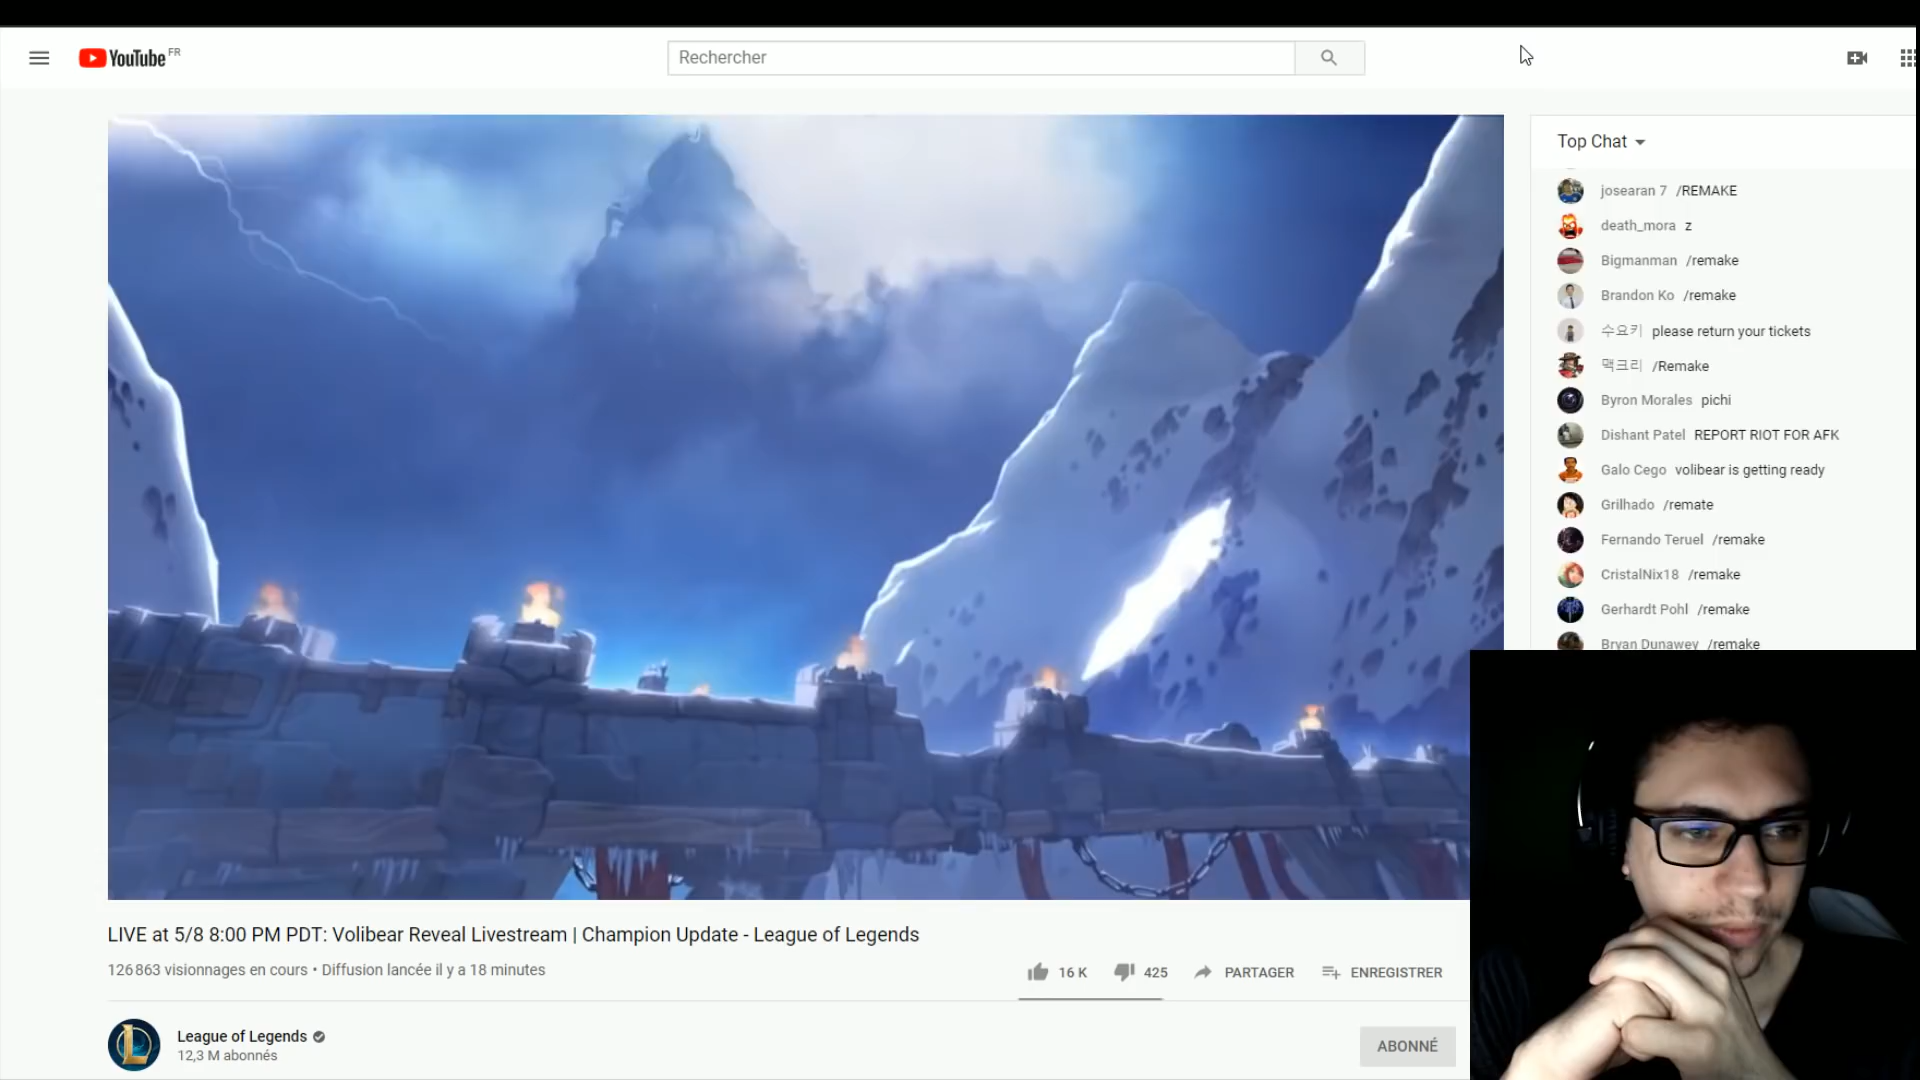 YouTube FR
Rechercher
Top Chat
josearan 7 /REMAKE
death_mora z
Bigmanman /remake
Brandon Ko /remake
수요키 please return your tickets
맥크리 /Remake
Byron Morales pichi
Dishant Patel REPORT RIOT FOR AFK
Galo Cego volibear is getting ready
Grilhado /remate
Fernando Teruel /remake
CristalNix18 /remake
Gerhardt Pohl /remake
Bryan Dunawey /remake
LIVE at 5/8 8:00 PM PDT: Volibear Reveal Livestream | Champion Update - League of Legends
126 863 visionnages en cours • Diffusion lancée il y a 18 minutes
16 K
425
PARTAGER
ENREGISTRER
League of Legends
12,3 M abonnés
ABONNÉ